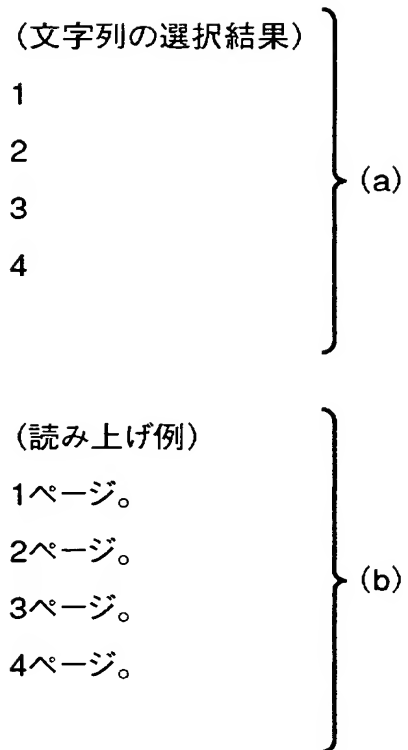 (文字列の選択結果)
1
2
3
4
(a)
(読み上げ例)
1ページ。
2ページ。
3ページ。
4ページ。
(b)